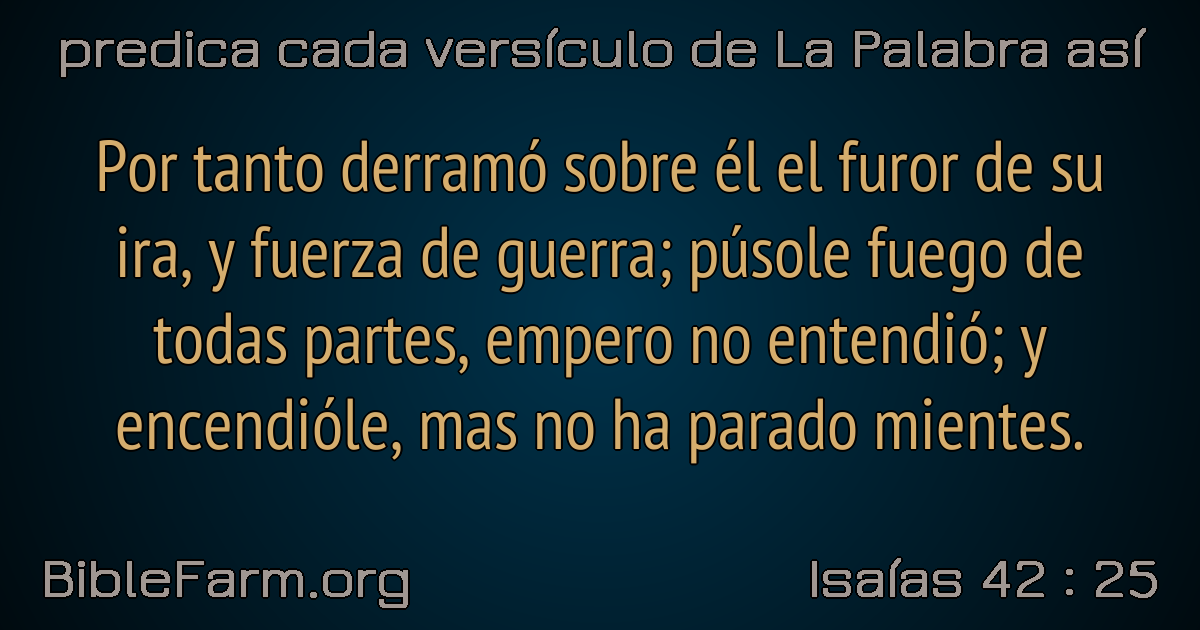 predica cada versículo de La Palabra así
Por tanto derramó sobre él el furor de su
ira, y fuerza de guerra; púsole fuego de
todas partes, empero no entendió; y
encendióle, mas no ha parado mientes.
BibleFarm.org
Isaías 42 : 25